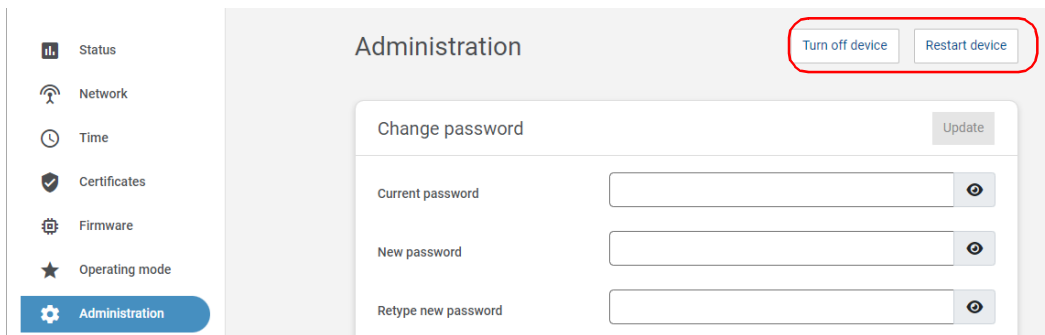 Status
Network
Time
Certificates
Firmware
Operating mode
Administration
Administration
Turn off device
Restart device
Change password
Update
Current password
New password
Retype new password